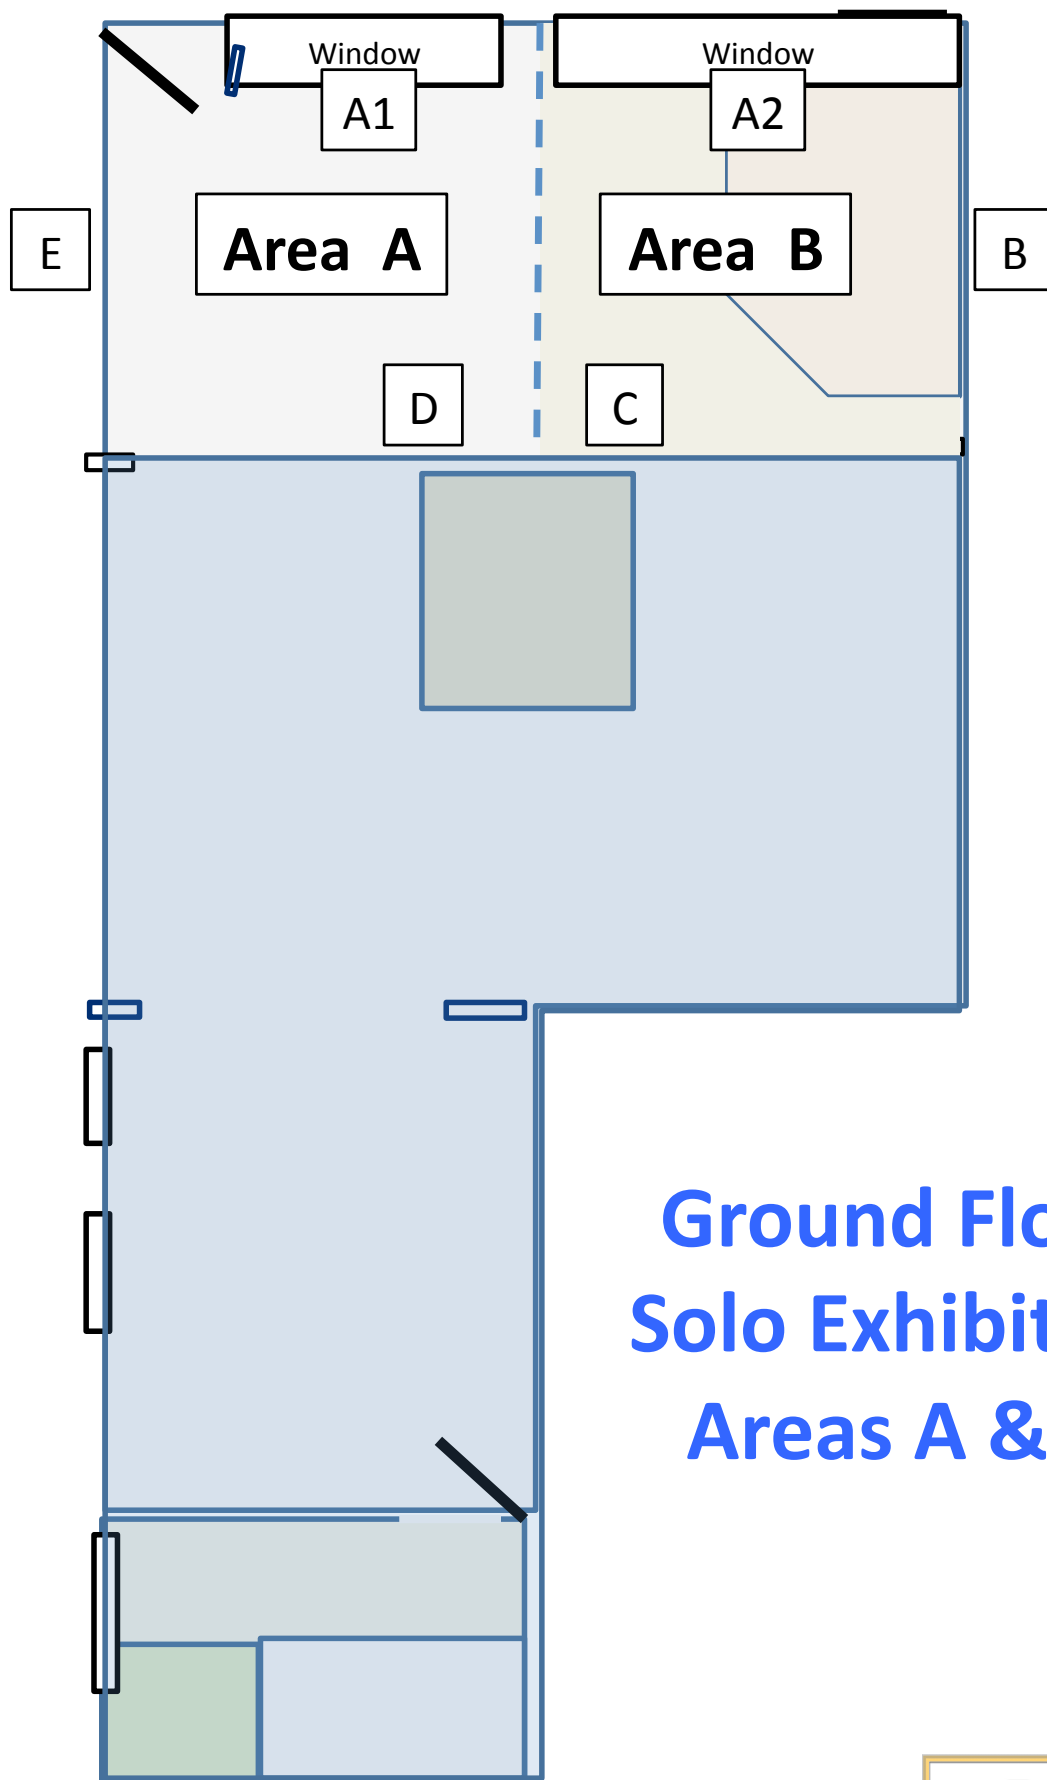 Window
Window
A1
A2
Area A
Area B
E
B
D
C
Ground Flo
Solo Exhibit
Areas A &